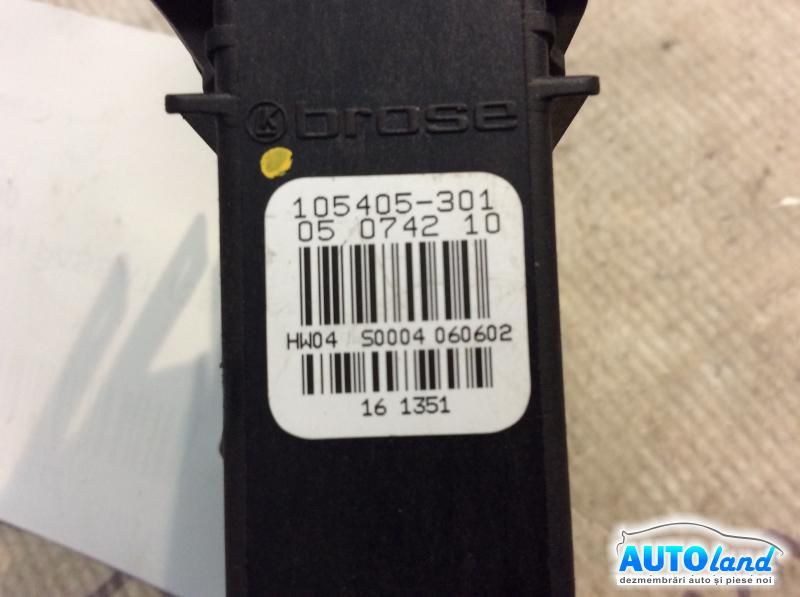 K brose
105405-301
05 0742 10
HW04 S0004 060602
16 1351
AUTOland
dezmembrări auto și piese noi